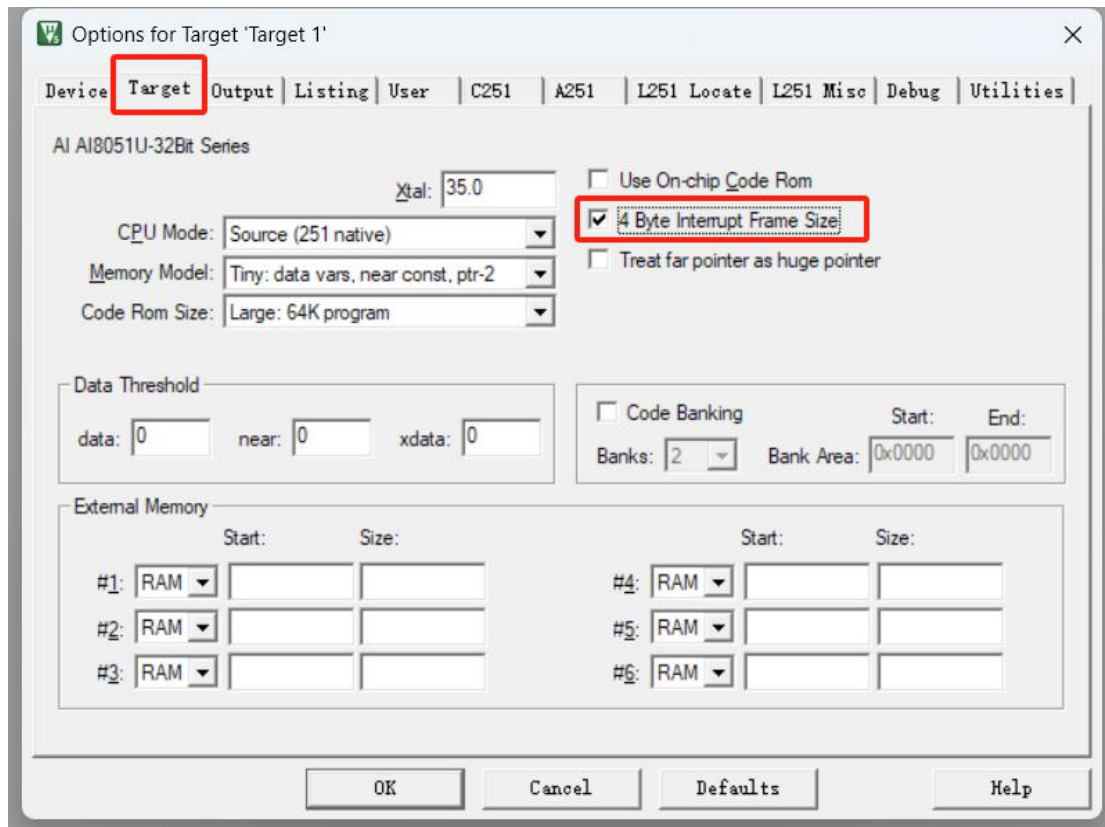 Options for Target 'Target 1'
Device Target Output Listing User C251 A251 L251 Locate L251 Misc Debug Utilities
AI AI8051U-32Bit Series
Xtal: 35.0
Use On-chip Code Rom
CPU Mode: Source (251 native)
4 Byte Interrupt Frame Size
Memory Model: Tiny: data vars, near const, ptr-2
Treat far pointer as huge pointer
Code Rom Size: Large: 64K program
Data Threshold
data: 0 near: 0 xdata: 0
Code Banking Start: End:
Banks: 2 Bank Area: 0x0000 0x0000
External Memory
Start: Size: Start: Size:
#1: RAM #4: RAM
#2: RAM #5: RAM
#3: RAM #6: RAM
OK Cancel Defaults Help